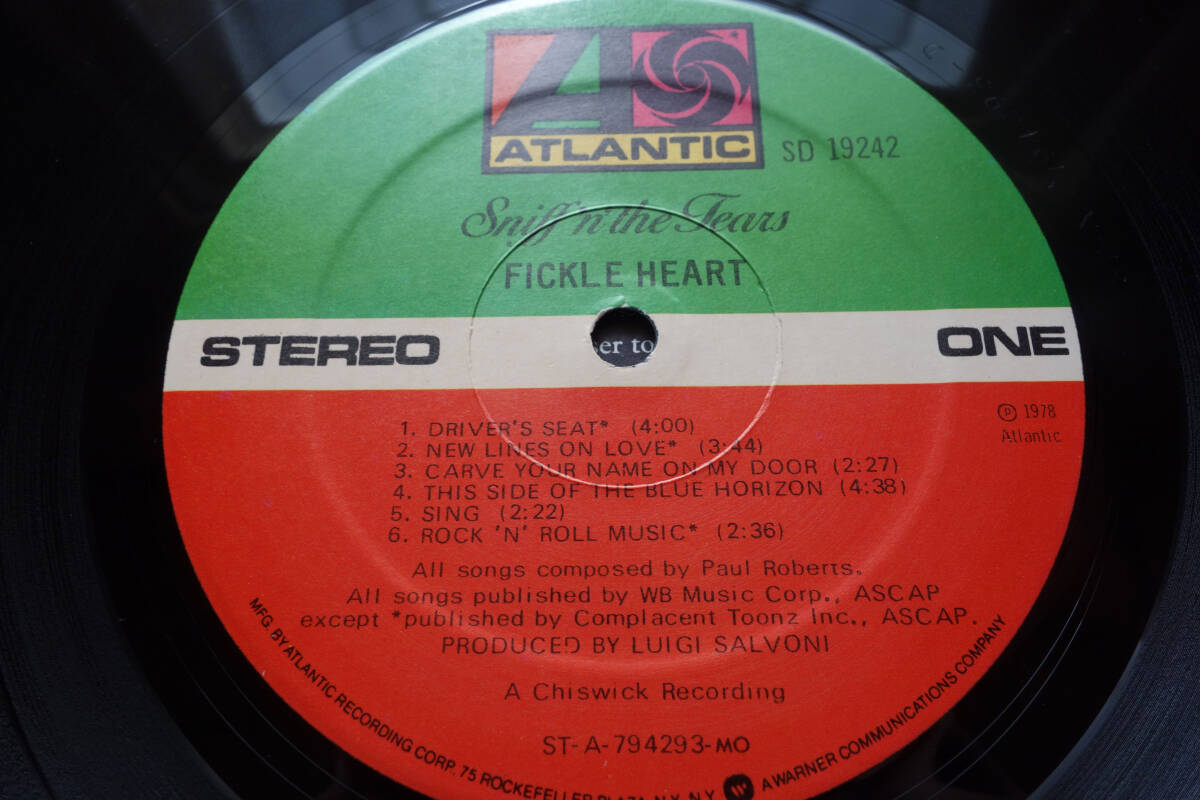 ATLANTIC
SD 19242
Sniff 'n' the Tears
FICKLE HEART
STEREO
ONE
er to
℗ 1978
Atlantic
1. DRIVER'S SEAT* (4:00)
2. NEW LINES ON LOVE* (3:44)
3. CARVE YOUR NAME ON MY DOOR (2:27)
4. THIS SIDE OF THE BLUE HORIZON (4:38)
5. SING (2:22)
6. ROCK 'N' ROLL MUSIC* (2:36)
All songs composed by Paul Roberts.
All songs published by WB Music Corp., ASCAP
except *published by Complacent Toonz Inc., ASCAP.
PRODUCED BY LUIGI SALVONI
A Chiswick Recording
ST-A-794293-MO
MFG. BY ATLANTIC RECORDING CORP. 75 ROCKEFELLER PLAZA, N.Y. N.Y. A WARNER COMMUNICATIONS COMPANY